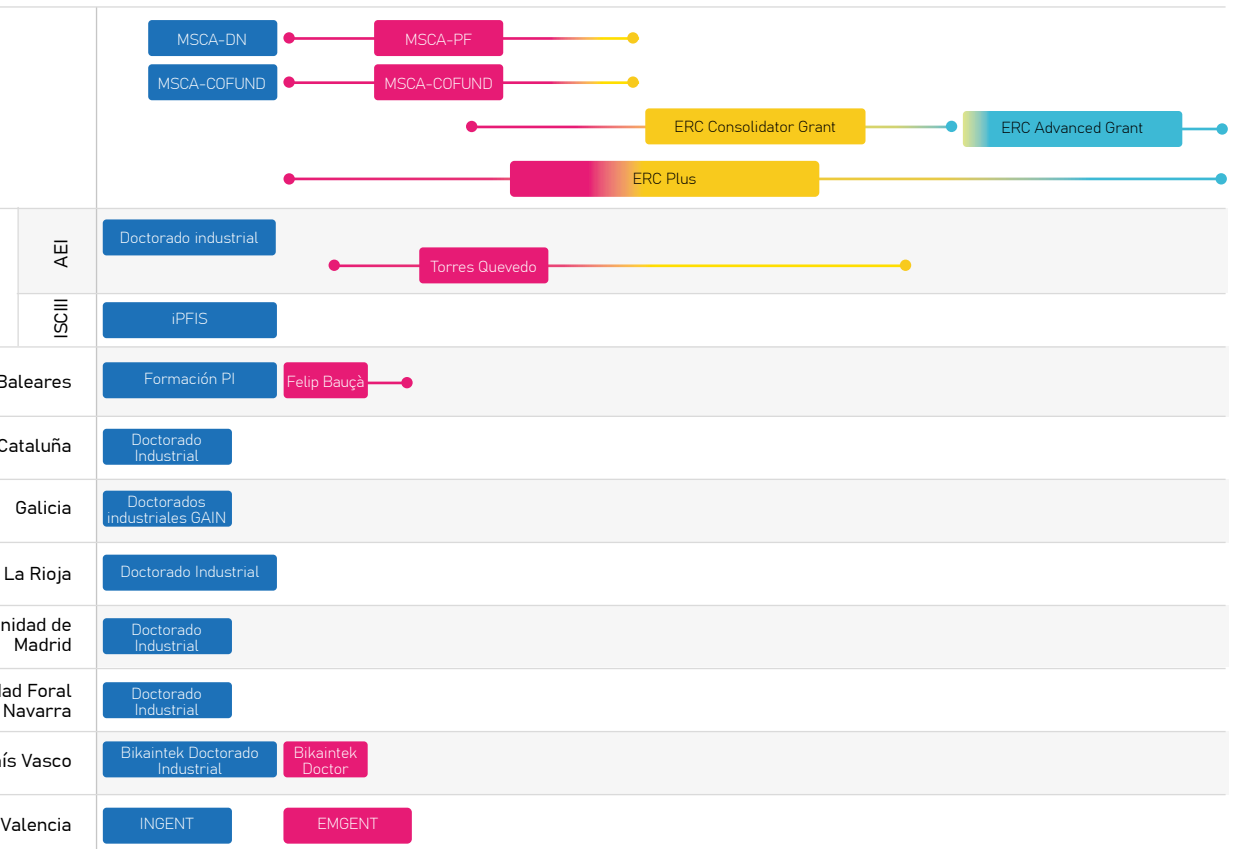 MSCA-DN
MSCA-PF
MSCA-COFUND
MSCA-COFUND
ERC Consolidator Grant
ERC Advanced Grant
ERC Plus
AEI
Doctorado industrial
Torres Quevedo
ISCIII
iPFIS
Baleares
Formación PI
Felip Bauçà
Cataluña
Doctorado
Industrial
Galicia
Doctorados
industriales GAIN
La Rioja
Doctorado Industrial
nidad de
Madrid
Doctorado
Industrial
dad Foral
Navarra
Doctorado
Industrial
aís Vasco
Bikaintek Doctorado
Industrial
Bikaintek
Doctor
Valencia
INGENT
EMGENT